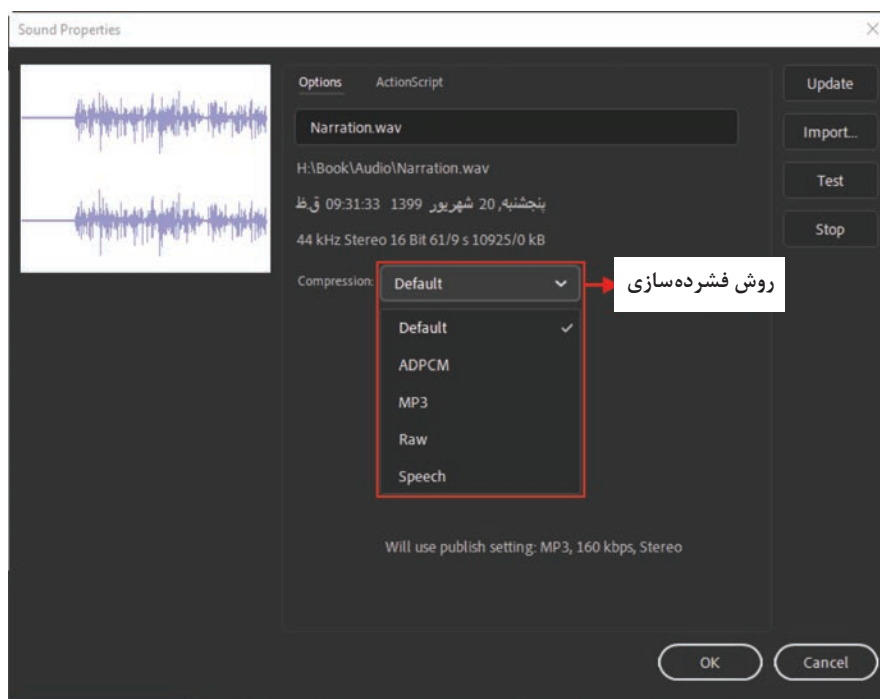 Sound Properties
Options ActionScript
Update
Narration.wav
Import...
H:\Book\Audio\Narration.wav
Test
پنجشنبه, 20 شهریور 1399 09:31:33 ق.ظ
Stop
44 kHz Stereo 16 Bit 61/9 s 10925/0 kB
Compression: Default
روش فشرده‌سازی
Default
ADPCM
MP3
Raw
Speech
Will use publish setting: MP3, 160 kbps, Stereo
OK Cancel